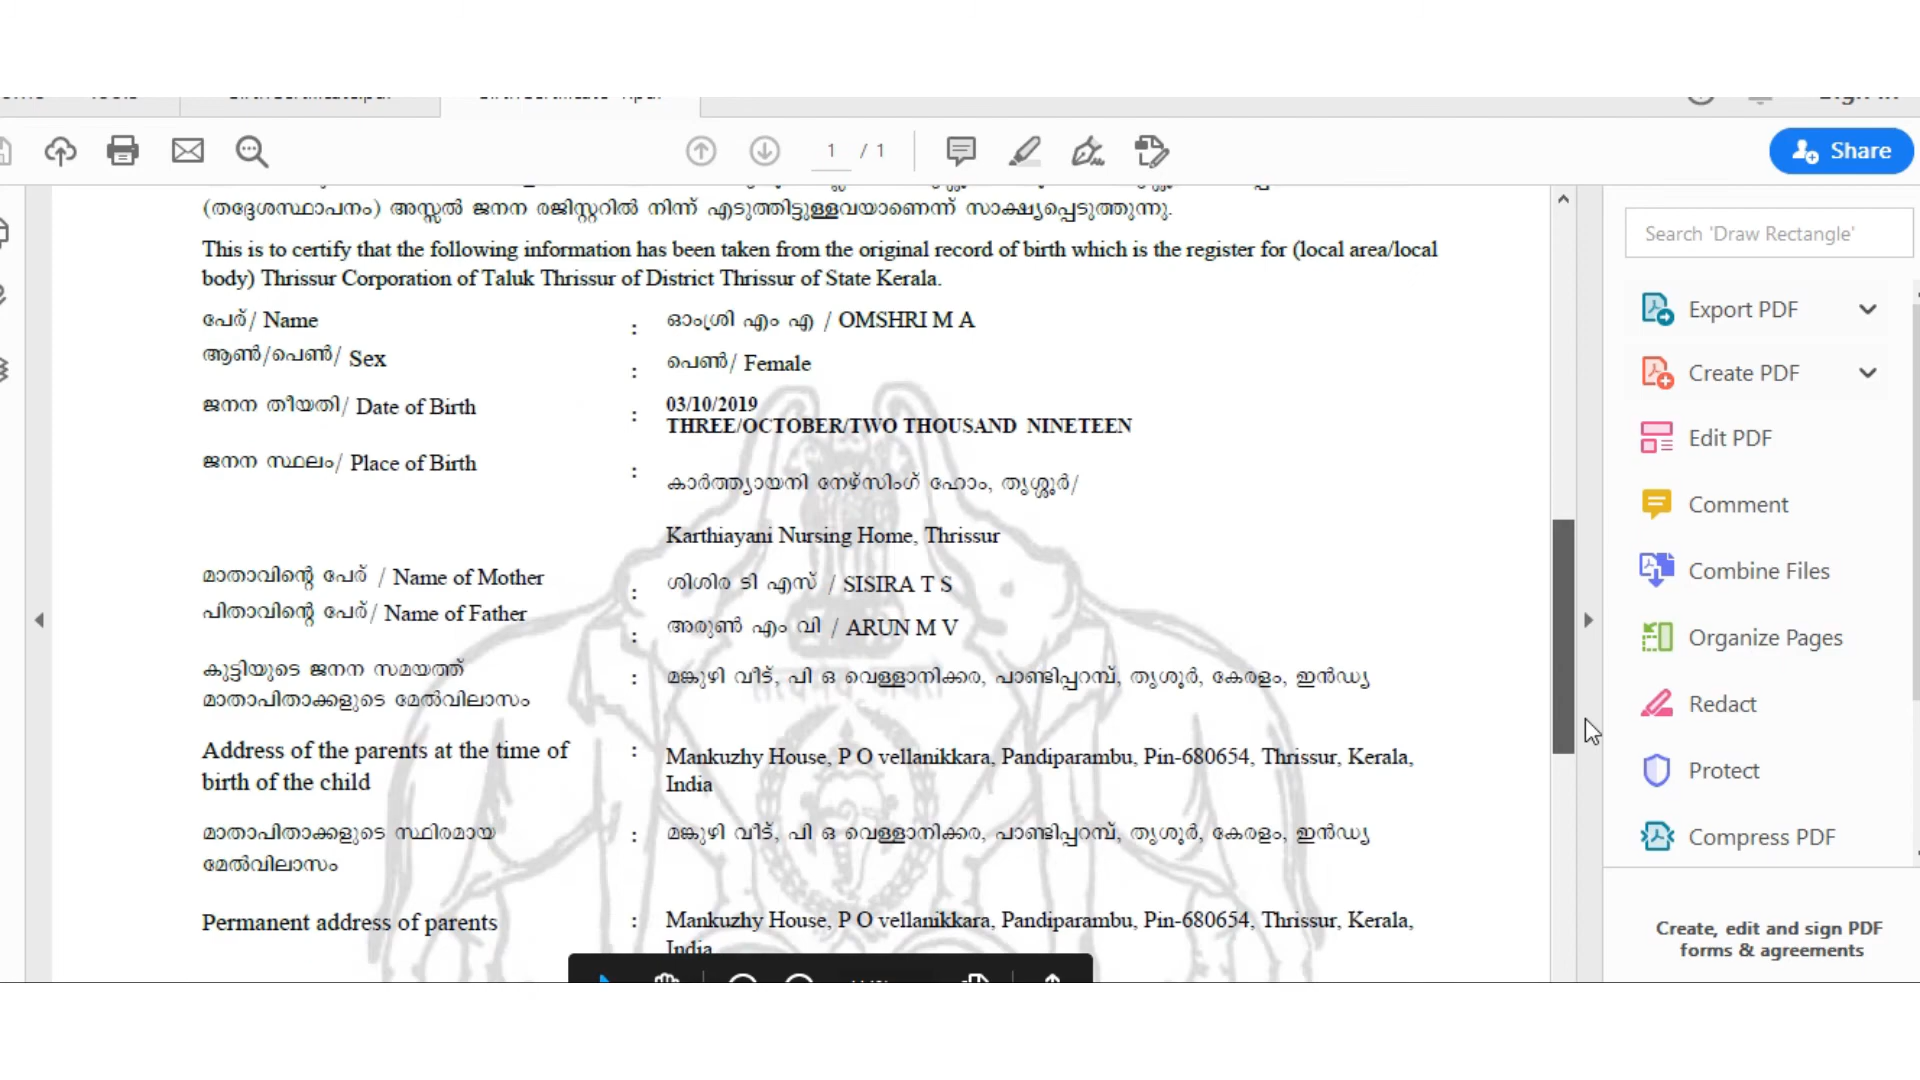 1 / 1
Share
(തദ്ദേശസ്ഥാപനം) അസ്സൽ ജനന രജിസ്റ്ററിൽ നിന്ന് എടുത്തിട്ടുള്ളവയാണെന്ന് സാക്ഷ്യപ്പെടുത്തുന്നു.
This is to certify that the following information has been taken from the original record of birth which is the register for (local area/local
body) Thrissur Corporation of Taluk Thrissur of District Thrissur of State Kerala.
പേര്/ Name : ഓംശ്രി എം എ / OMSHRI M A
ആൺ/പെൺ/ Sex : പെൺ/ Female
ജനന തീയതി/ Date of Birth : 03/10/2019
THREE/OCTOBER/TWO THOUSAND NINETEEN
ജനന സ്ഥലം/ Place of Birth :
കാർത്ത്യായനി നേഴ്സിംഗ് ഹോം, തൃശ്ശൂർ/
Karthiayani Nursing Home, Thrissur
മാതാവിന്റെ പേര് / Name of Mother : ശിശിര ടി എസ് / SISIRA T S
പിതാവിന്റെ പേര്/ Name of Father : അരുൺ എം വി / ARUN M V
കുട്ടിയുടെ ജനന സമയത്ത് : മങ്കുഴി വീട്, പി ഒ വെള്ളാനിക്കര, പാണ്ടിപ്പറമ്പ്, തൃശൂർ, കേരളം, ഇൻഡ്യ
മാതാപിതാക്കളുടെ മേൽവിലാസം
Address of the parents at the time of : Mankuzhy House, P O vellanikkara, Pandiparambu, Pin-680654, Thrissur, Kerala,
birth of the child India
മാതാപിതാക്കളുടെ സ്ഥിരമായ : മങ്കുഴി വീട്, പി ഒ വെള്ളാനിക്കര, പാണ്ടിപ്പറമ്പ്, തൃശൂർ, കേരളം, ഇൻഡ്യ
മേൽവിലാസം
Permanent address of parents : Mankuzhy House, P O vellanikkara, Pandiparambu, Pin-680654, Thrissur, Kerala,
India
Search 'Draw Rectangle'
Export PDF
Create PDF
Edit PDF
Comment
Combine Files
Organize Pages
Redact
Protect
Compress PDF
Create, edit and sign PDF
forms & agreements